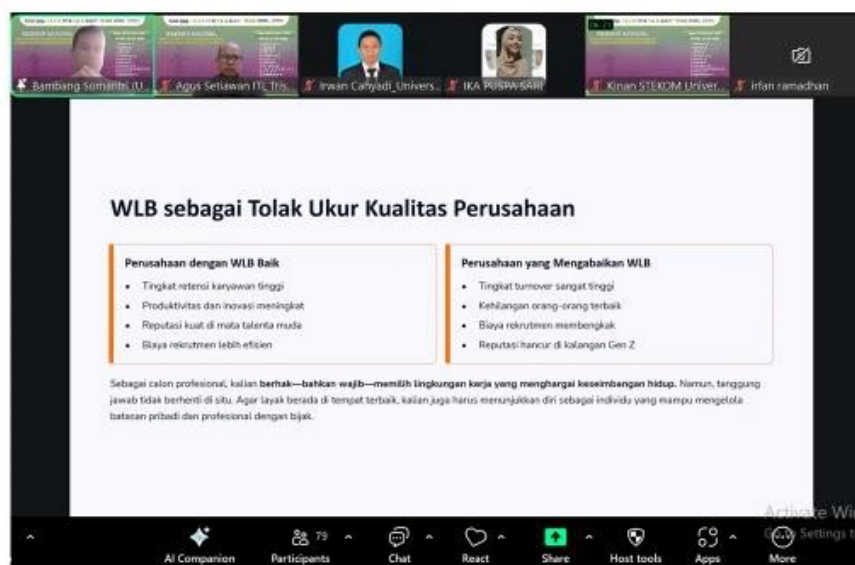 Bambang Somantri (U
Agus Setiawan ITL Tris..
Irwan Cahyadi_Univers..
IKA PUSPA SARI
Kinan STEKOM Univer..
irfan ramadhan
WLB sebagai Tolak Ukur Kualitas Perusahaan
Perusahaan dengan WLB Baik
• Tingkat retensi karyawan tinggi
• Produktivitas dan inovasi meningkat
• Reputasi kuat di mata talenta muda
• Biaya rekrutmen lebih efisien
Perusahaan yang Mengabaikan WLB
• Tingkat turnover sangat tinggi
• Kehilangan orang-orang terbaik
• Biaya rekrutmen membengkak
• Reputasi hancur di kalangan Gen Z
Sebagai calon profesional, kalian berhak—bahkan wajib—memilih lingkungan kerja yang menghargai keseimbangan hidup. Namun, tanggung
jawab tidak berhenti di situ. Agar layak berada di tempat terbaik, kalian juga harus menunjukkan diri sebagai individu yang mampu mengelola
batasan pribadi dan profesional dengan bijak.
Activate Wi
Settings t
AI Companion
79
Participants
Chat
React
Share
Host tools
Apps
More